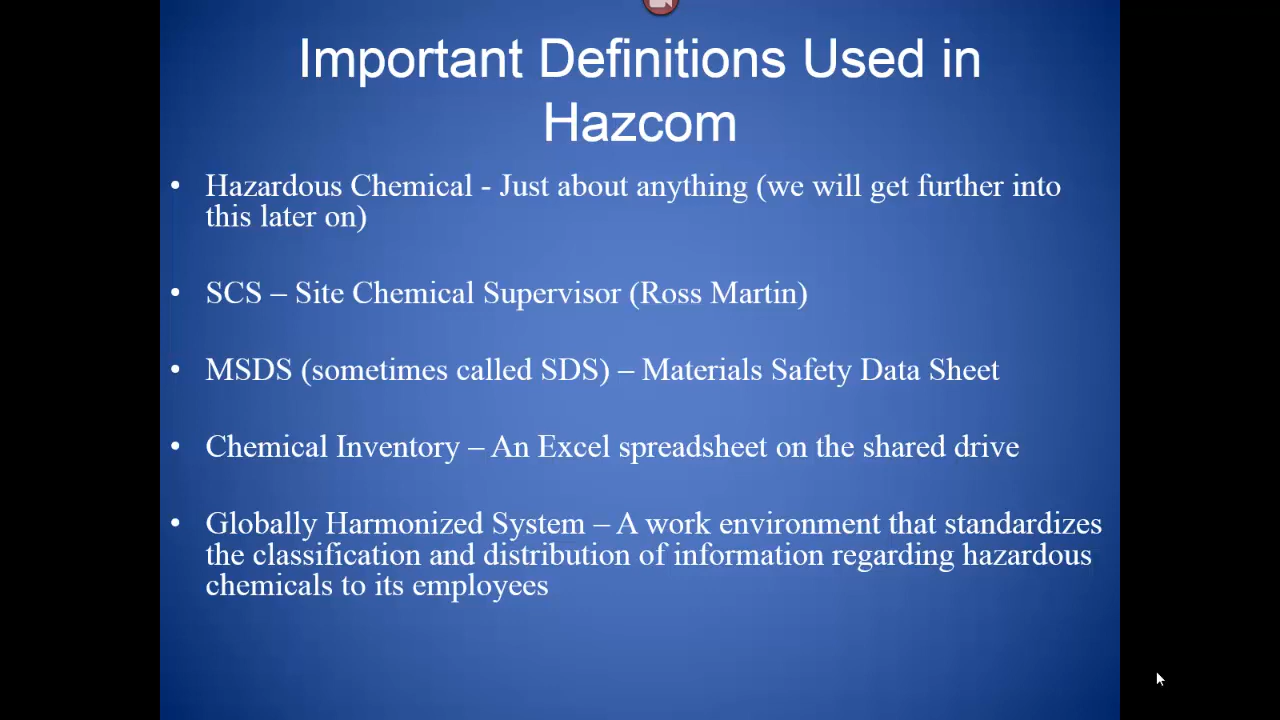 Important Definitions Used in
Hazcom
• Hazardous Chemical - Just about anything (we will get further into
this later on)
• SCS – Site Chemical Supervisor (Ross Martin)
• MSDS (sometimes called SDS) – Materials Safety Data Sheet
• Chemical Inventory – An Excel spreadsheet on the shared drive
• Globally Harmonized System – A work environment that standardizes
the classification and distribution of information regarding hazardous
chemicals to its employees